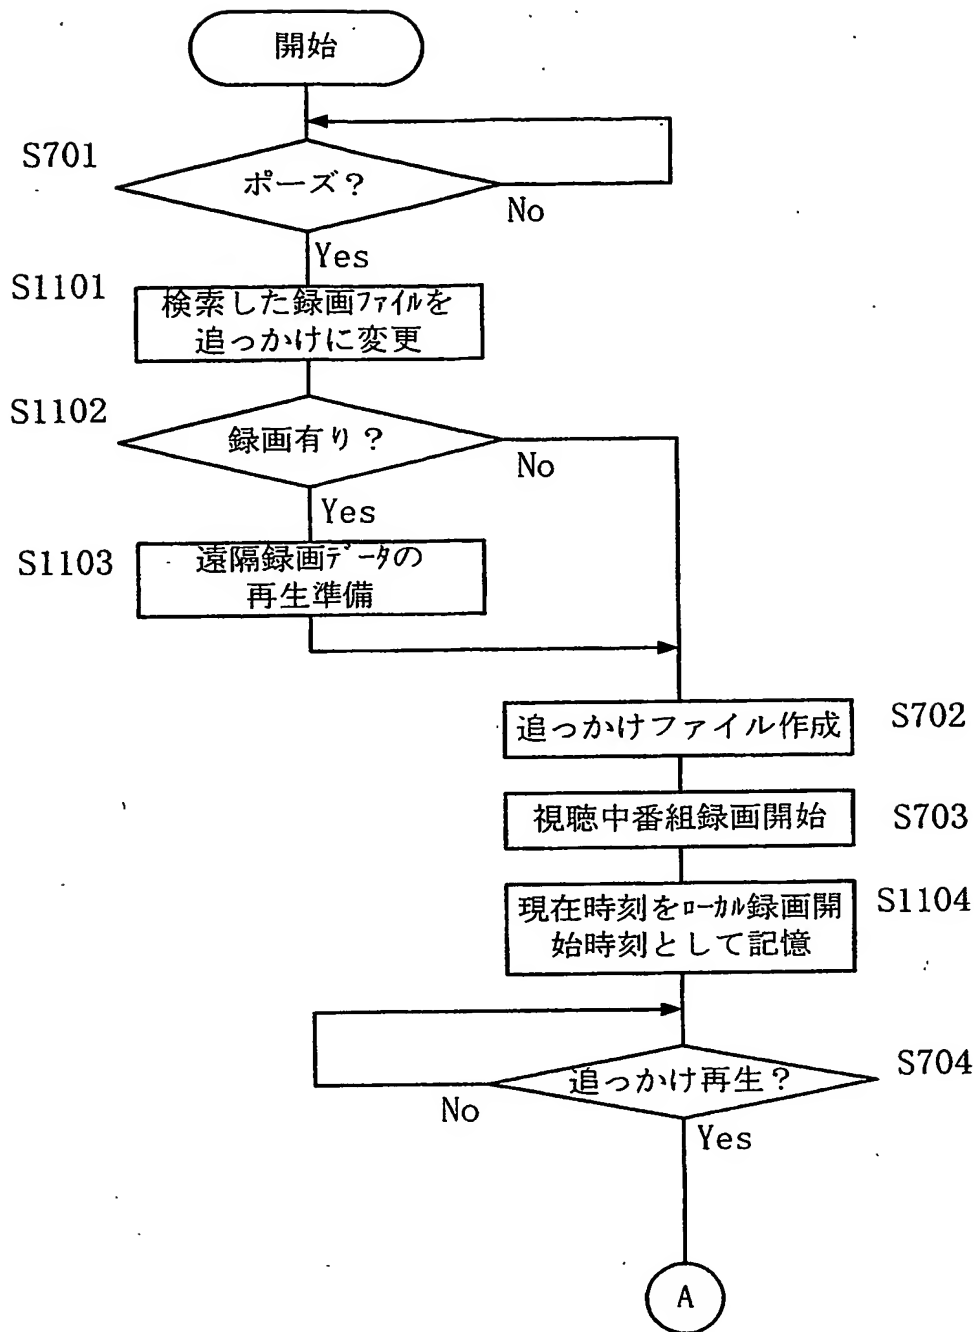 開始
S701
ポーズ？
No
Yes
S1101
検索した録画ファイルを
追っかけに変更
S1102
録画有り？
No
Yes
S1103
遠隔録画データの
再生準備
追っかけファイル作成
S702
視聴中番組録画開始
S703
現在時刻をローカル録画開
始時刻として記憶
S1104
追っかけ再生？
S704
No
Yes
A